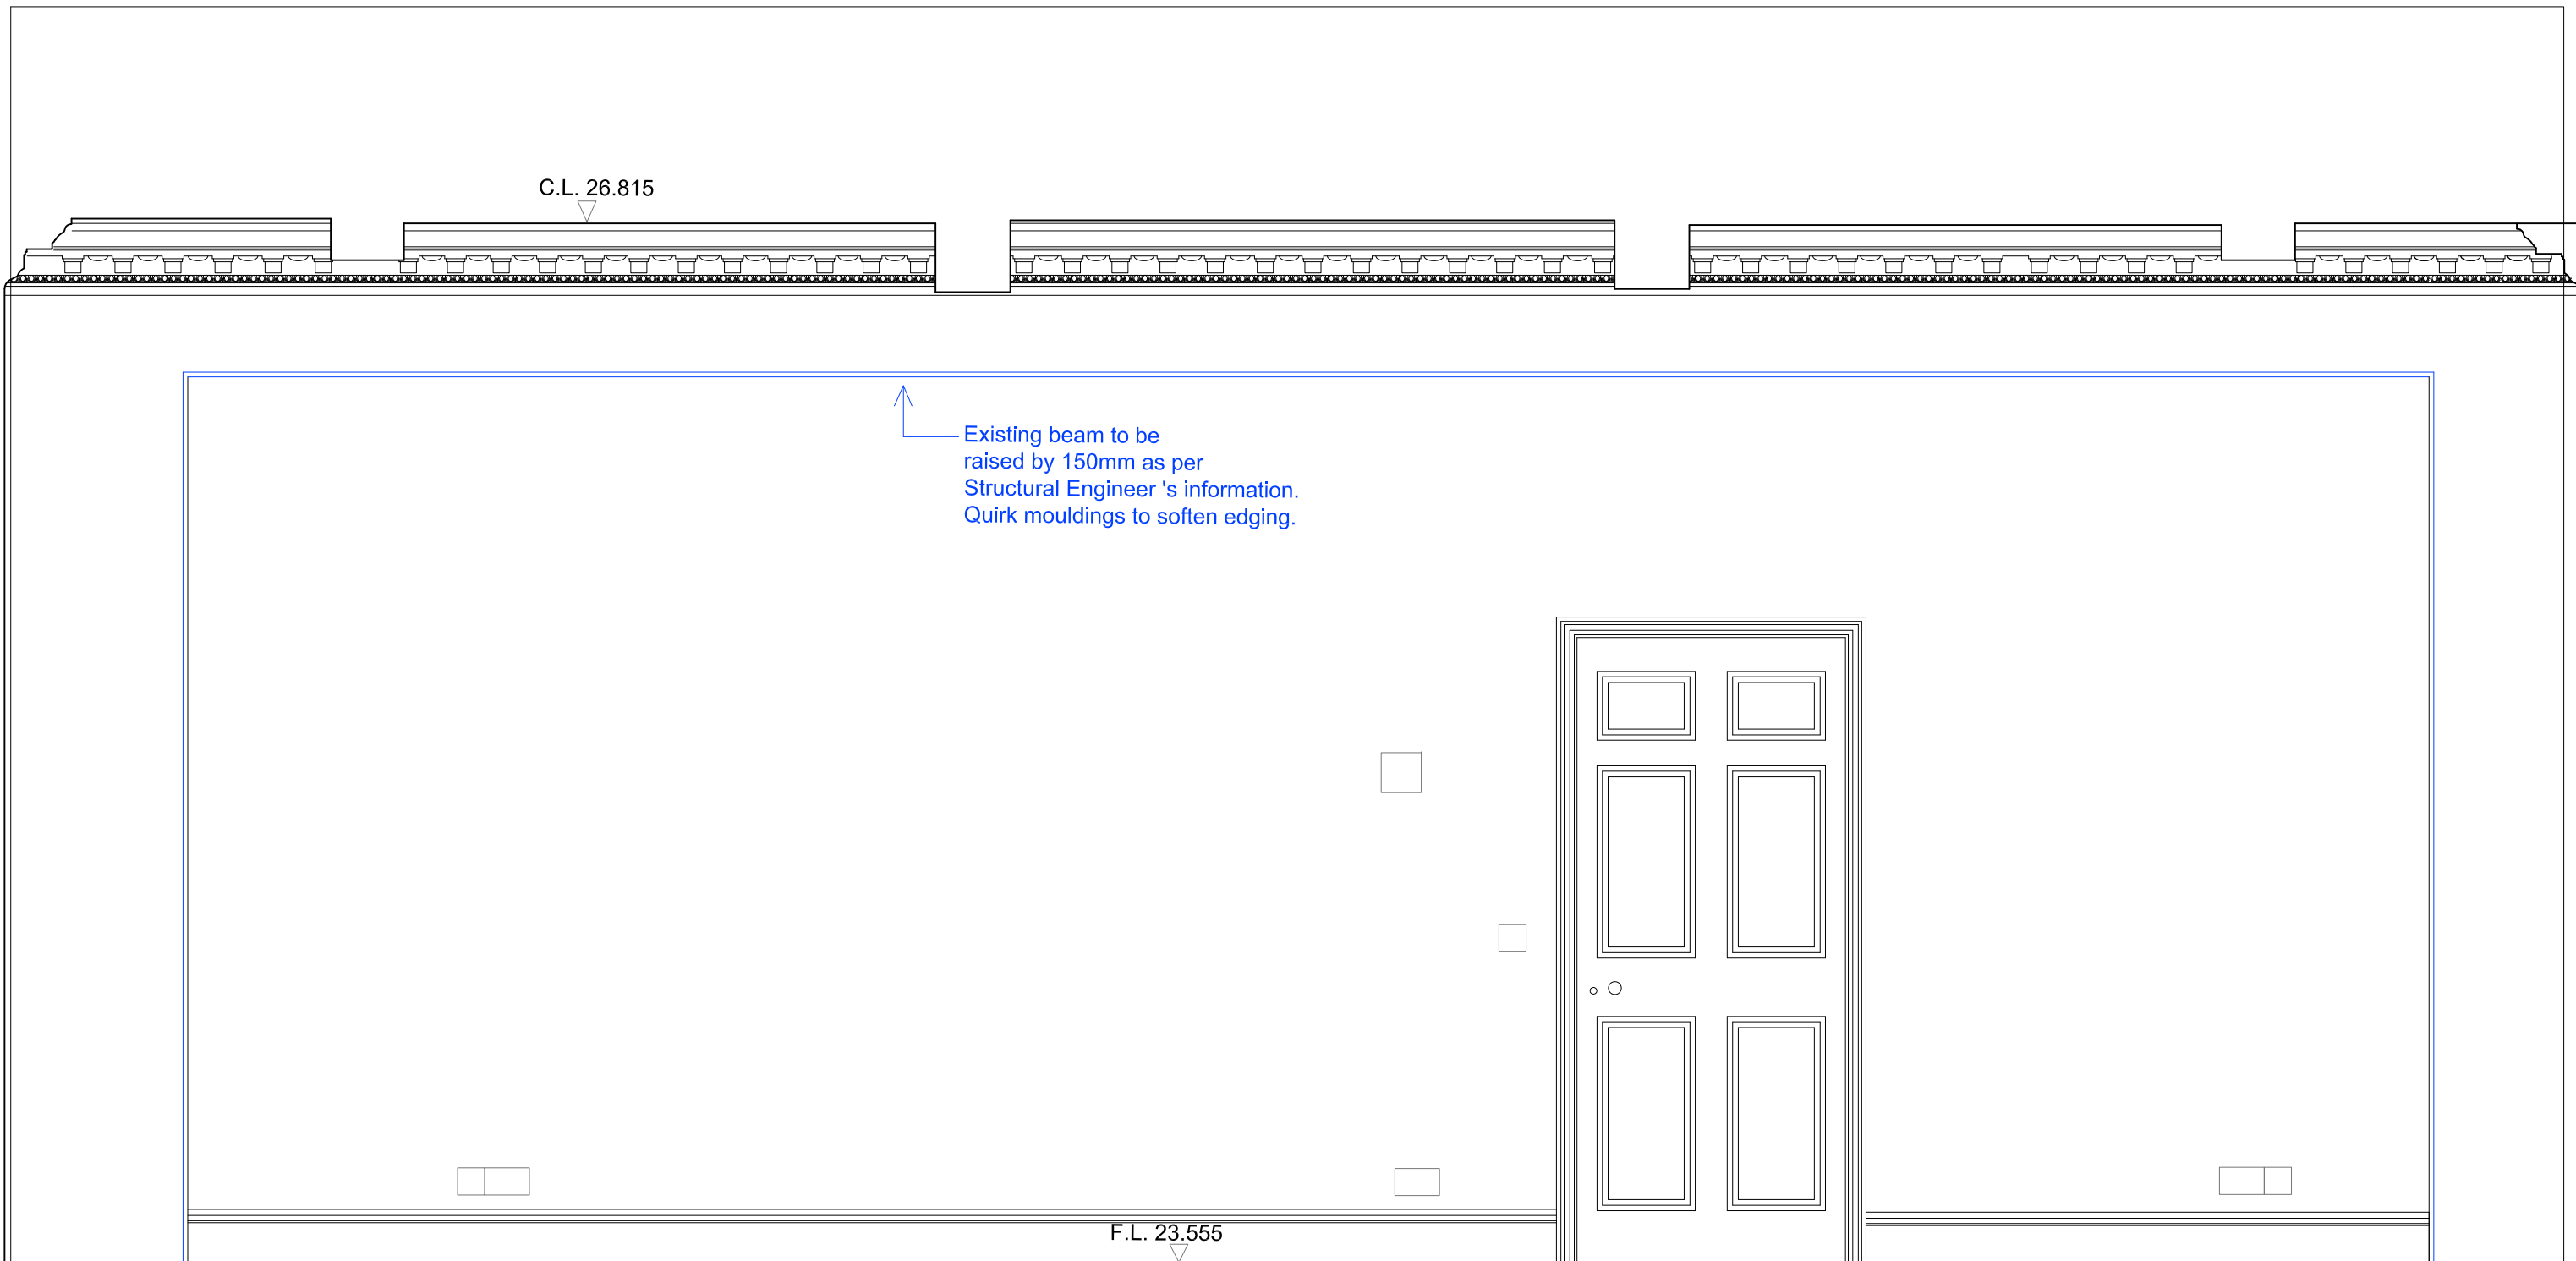 C.L. 26.815
Existing beam to be
raised by 150mm as per
Structural Engineer 's information.
Quirk mouldings to soften edging.
F.L. 23.555